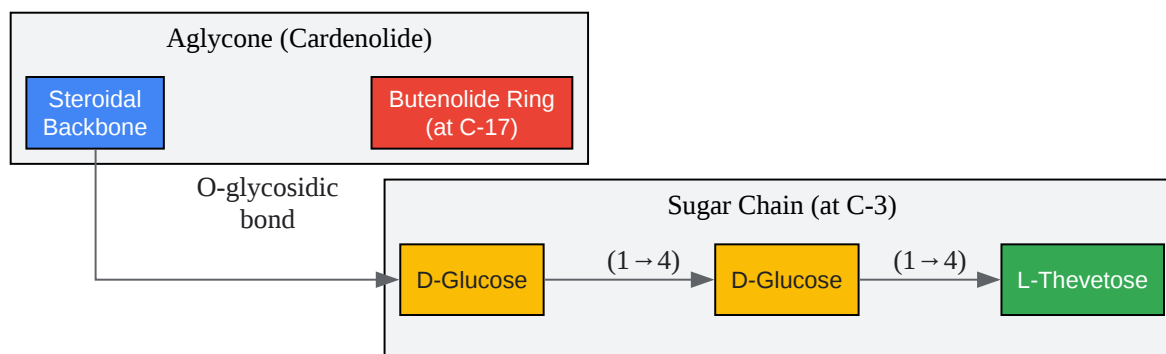 Aglycone (Cardenolide)
Steroidal
Backbone
Butenolide Ring
(at C-17)
O-glycosidic
bond
Sugar Chain (at C-3)
D-Glucose
(1→4)
D-Glucose
(1→4)
L-Thevetose